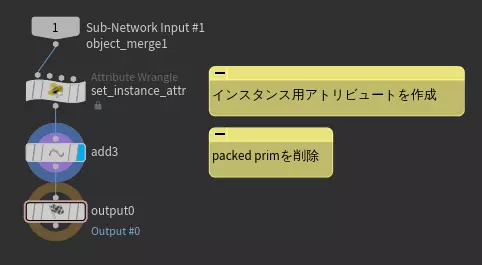 1
Sub-Network Input #1
object_merge1
Attribute Wrangle
set_instance_attr
インスタンス用アトリビュートを作成
add3
packed primを削除
output0
Output #0